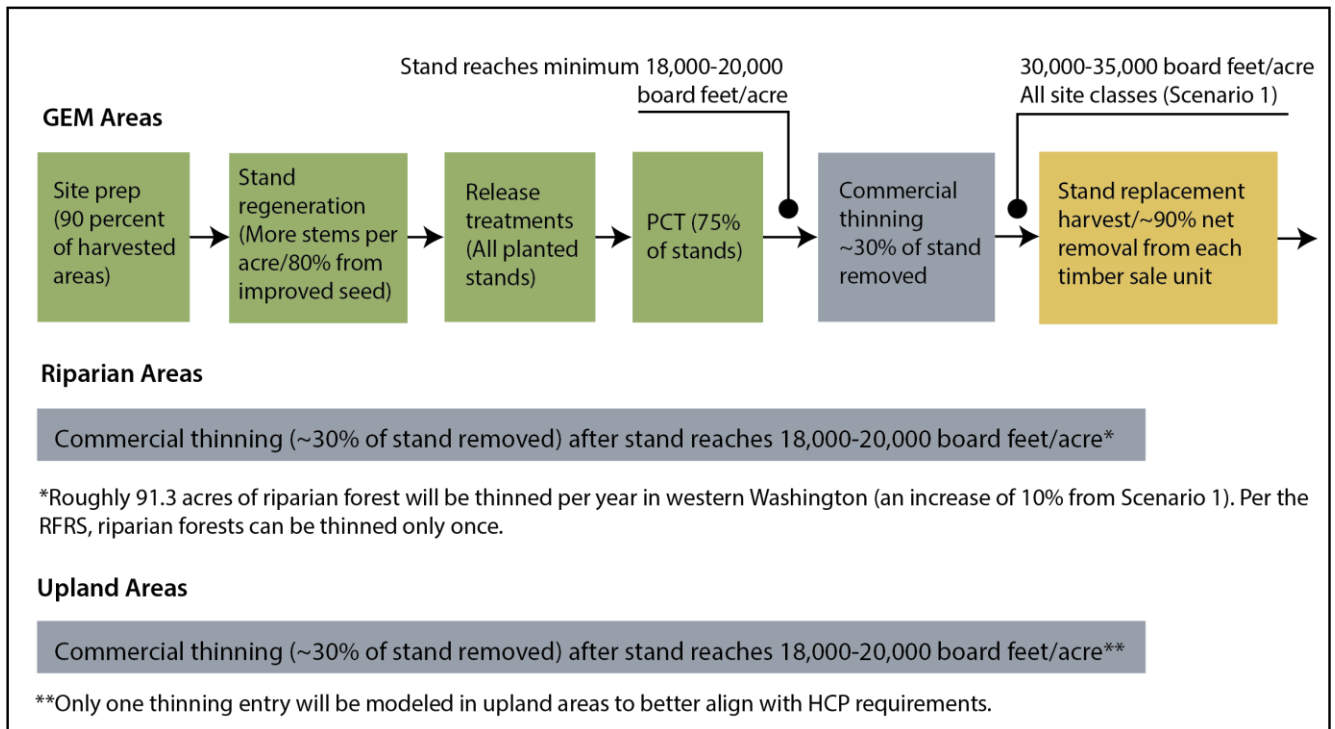 Stand reaches minimum 18,000-20,000
board feet/acre
30,000-35,000 board feet/acre
All site classes (Scenario 1)
GEM Areas
Site prep
(90 percent
of harvested
areas)
Stand
regeneration
(More stems per
acre/80% from
improved seed)
Release
treatments
(All planted
stands)
PCT (75%
of stands)
Commercial
thinning
~30% of stand
removed
Stand replacement
harvest/~90% net
removal from each
timber sale unit
Riparian Areas
Commercial thinning (~30% of stand removed) after stand reaches 18,000-20,000 board feet/acre*
*Roughly 91.3 acres of riparian forest will be thinned per year in western Washington (an increase of 10% from Scenario 1). Per the
RFRS, riparian forests can be thinned only once.
Upland Areas
Commercial thinning (~30% of stand removed) after stand reaches 18,000-20,000 board feet/acre**
**Only one thinning entry will be modeled in upland areas to better align with HCP requirements.